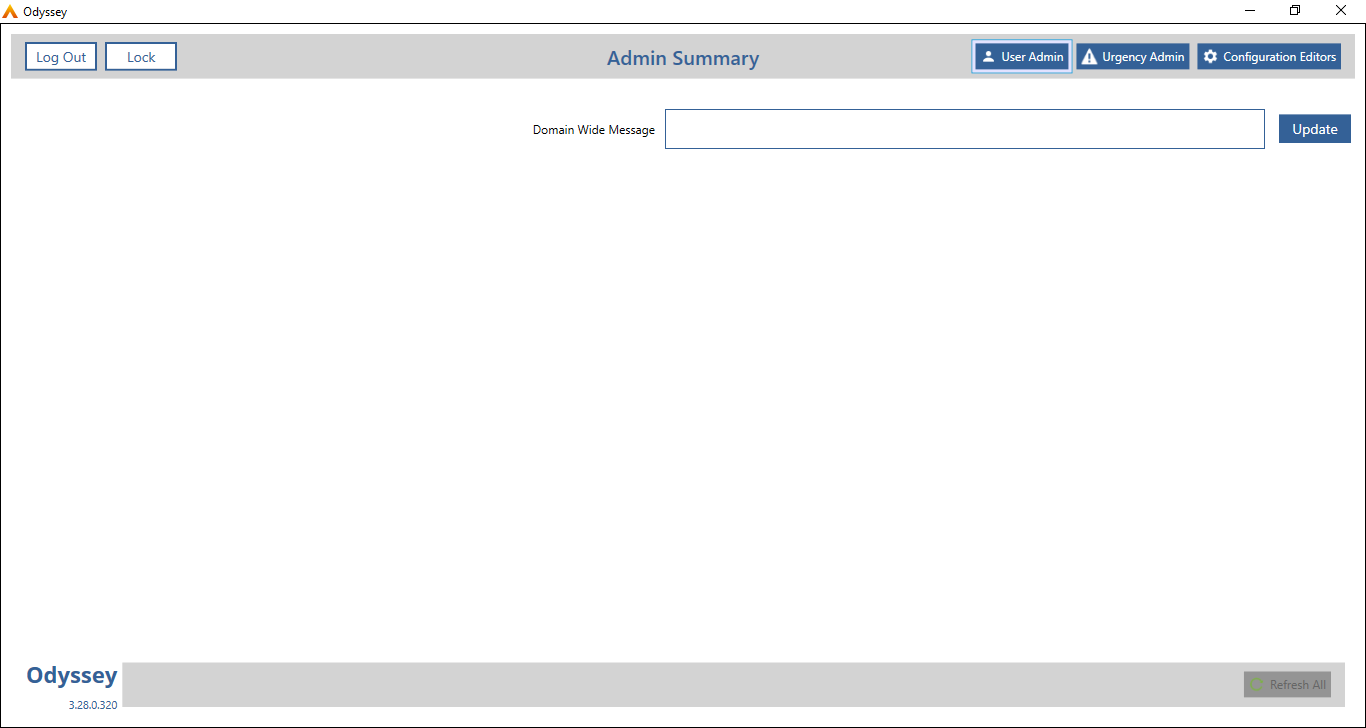 Odyssey
Log Out Lock Admin Summary User Admin Urgency Admin Configuration Editors
Domain Wide Message Update
Odyssey Refresh All
3.28.0.320